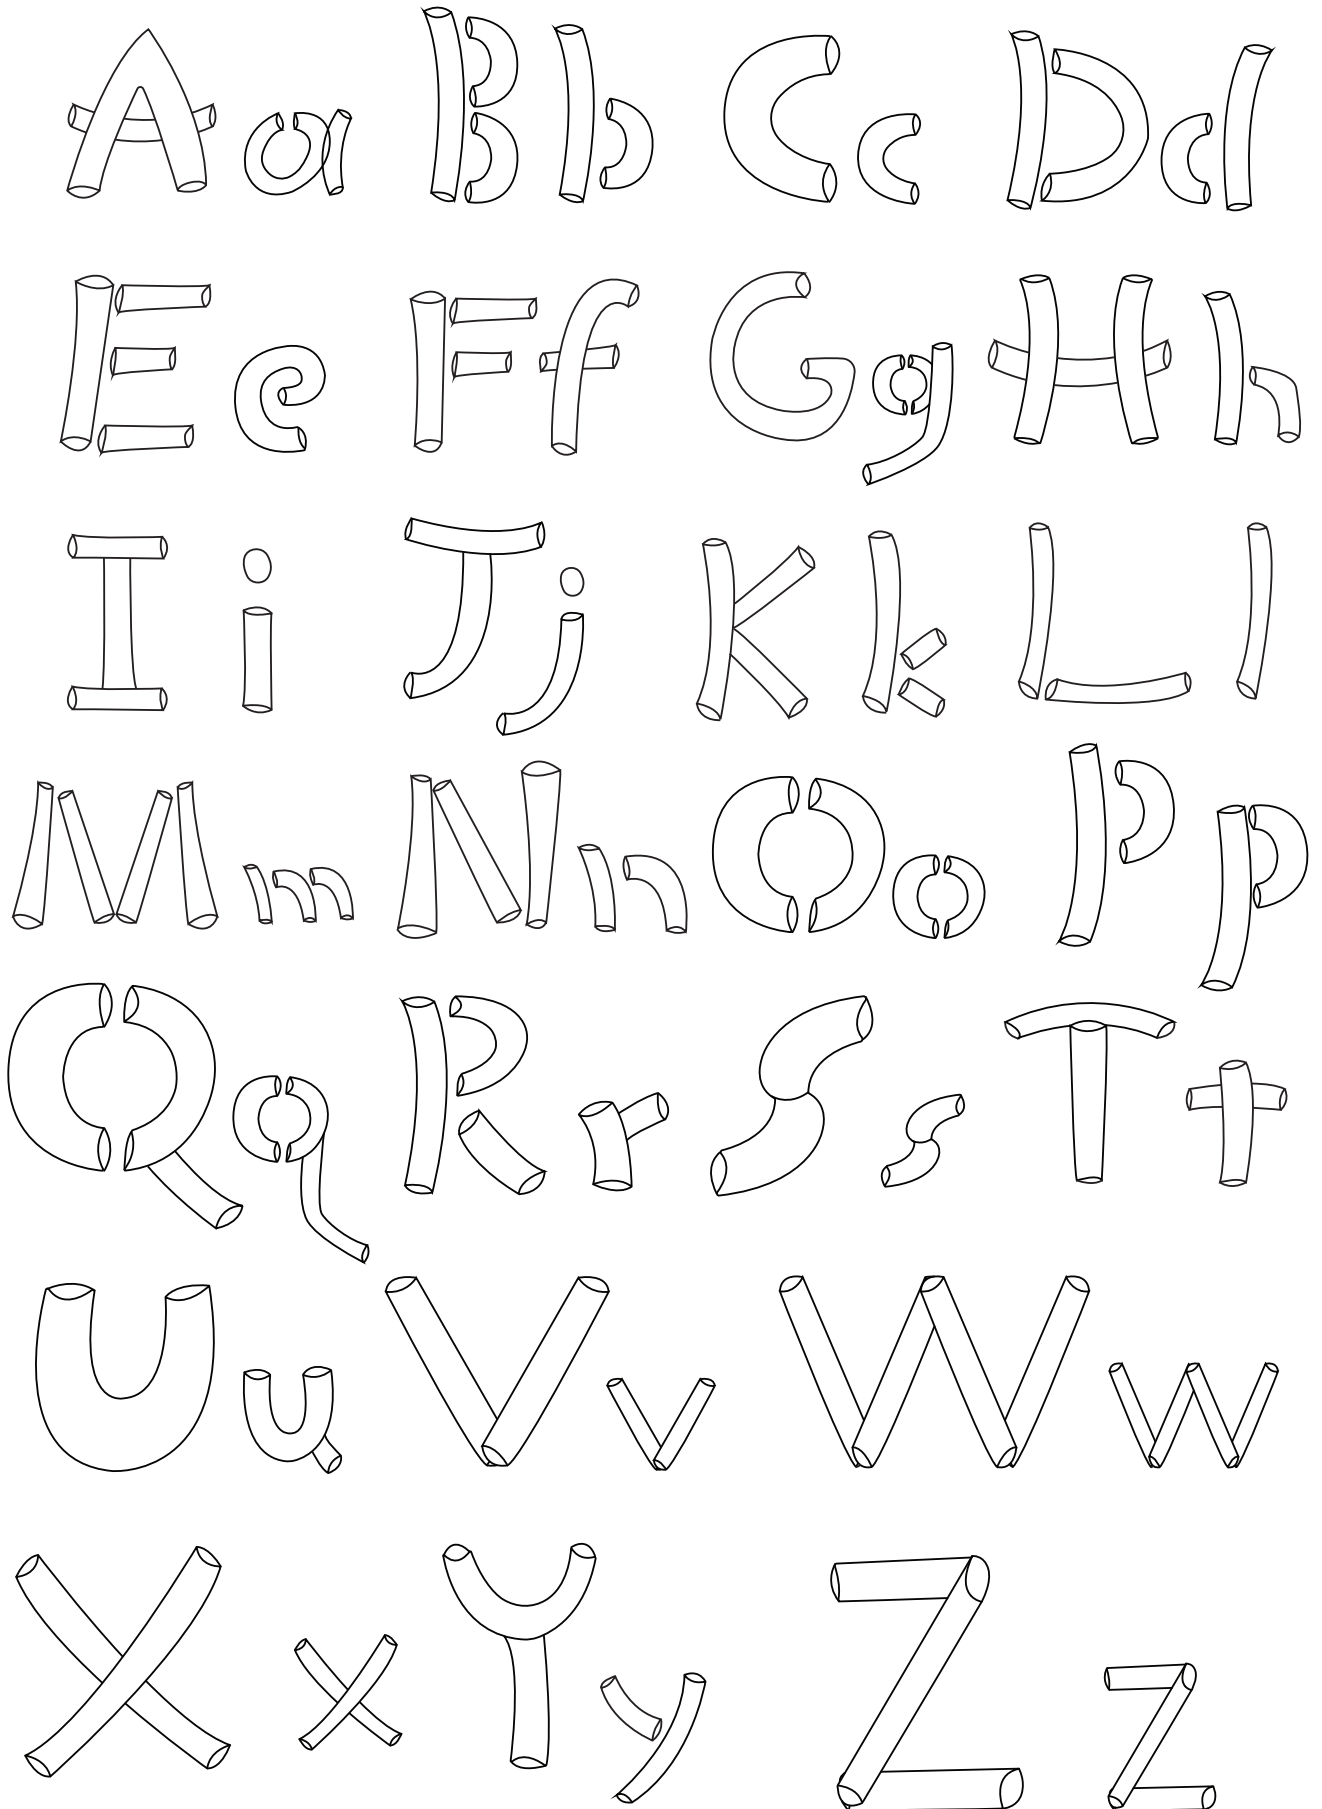 Aa Bb Cc Dd
Ee Ff Gg Hh
Ii Jj Kk Ll
Mm Nn Oo Pp
Qq Rr Ss Tt
Uu Vv Ww
Xx Yy Zz